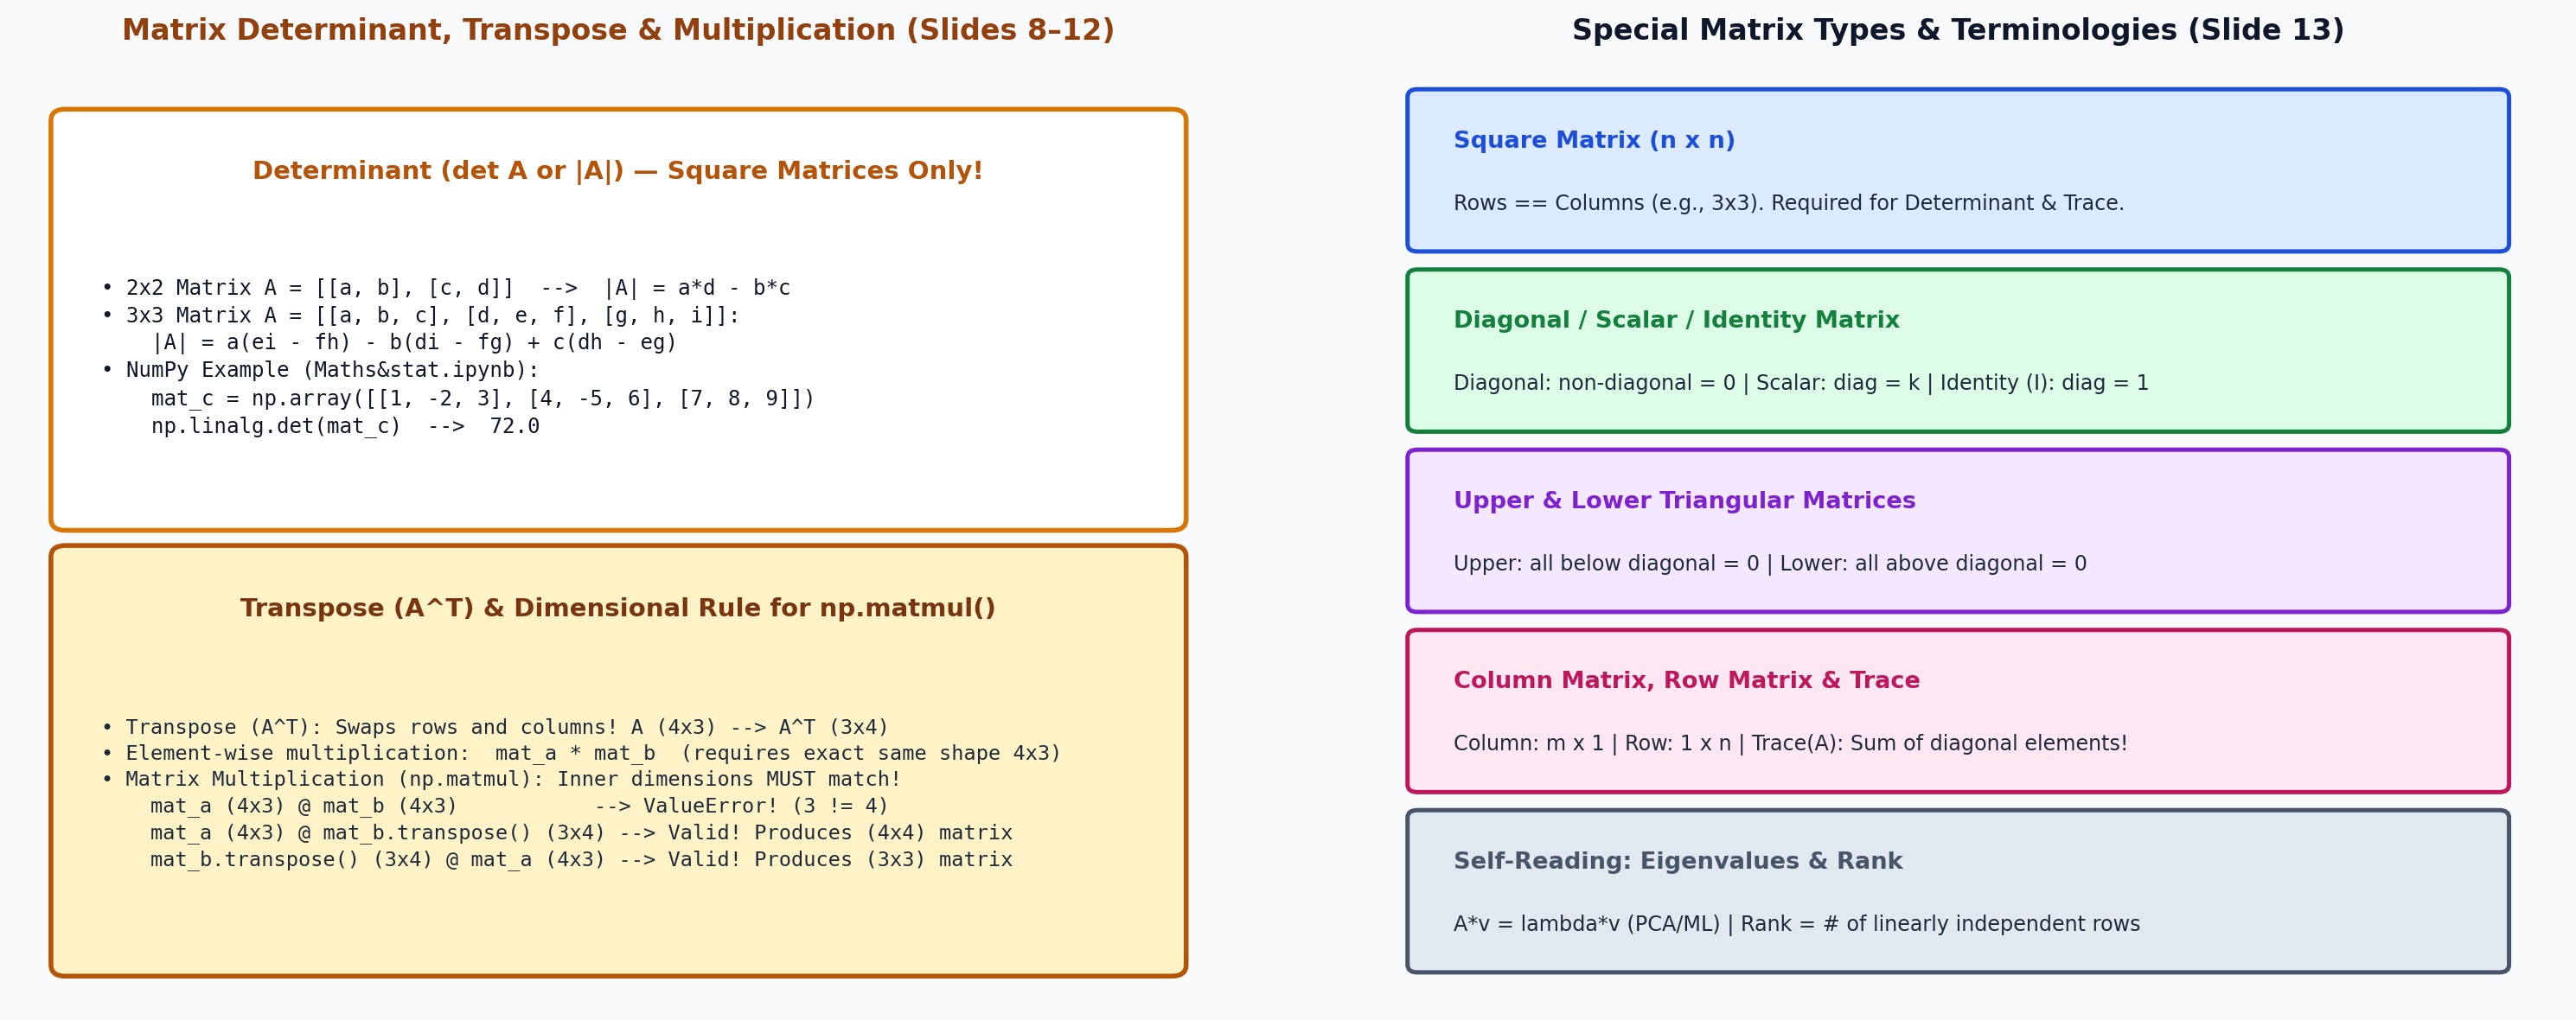 Matrix Determinant, Transpose & Multiplication (Slides 8–12)
Determinant (det A or |A|) — Square Matrices Only!
• 2x2 Matrix A = [[a, b], [c, d]]  -->  |A| = a*d - b*c
• 3x3 Matrix A = [[a, b, c], [d, e, f], [g, h, i]]:
    |A| = a(ei - fh) - b(di - fg) + c(dh - eg)
• NumPy Example (Maths&stat.ipynb):
    mat_c = np.array([[1, -2, 3], [4, -5, 6], [7, 8, 9]])
    np.linalg.det(mat_c)  -->  72.0
Transpose (A^T) & Dimensional Rule for np.matmul()
• Transpose (A^T): Swaps rows and columns! A (4x3) --> A^T (3x4)
• Element-wise multiplication:  mat_a * mat_b  (requires exact same shape 4x3)
• Matrix Multiplication (np.matmul): Inner dimensions MUST match!
    mat_a (4x3) @ mat_b (4x3)           --> ValueError! (3 != 4)
    mat_a (4x3) @ mat_b.transpose() (3x4) --> Valid! Produces (4x4) matrix
    mat_b.transpose() (3x4) @ mat_a (4x3) --> Valid! Produces (3x3) matrix
Special Matrix Types & Terminologies (Slide 13)
Square Matrix (n x n)
Rows == Columns (e.g., 3x3). Required for Determinant & Trace.
Diagonal / Scalar / Identity Matrix
Diagonal: non-diagonal = 0 | Scalar: diag = k | Identity (I): diag = 1
Upper & Lower Triangular Matrices
Upper: all below diagonal = 0 | Lower: all above diagonal = 0
Column Matrix, Row Matrix & Trace
Column: m x 1 | Row: 1 x n | Trace(A): Sum of diagonal elements!
Self-Reading: Eigenvalues & Rank
A*v = lambda*v (PCA/ML) | Rank = # of linearly independent rows